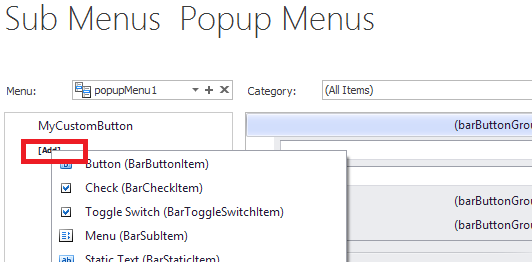 Sub Menus Popup Menus
Menu: popupMenu1 Category: (All Items)
MyCustomButton (barButtonGrou
[Add]
Button (BarButtonItem)
Check (BarCheckItem)
Toggle Switch (BarToggleSwitchItem) (barButtonGrou
Menu (BarSubItem) (barButtonGrou
ab Static Text (BarStaticItem)